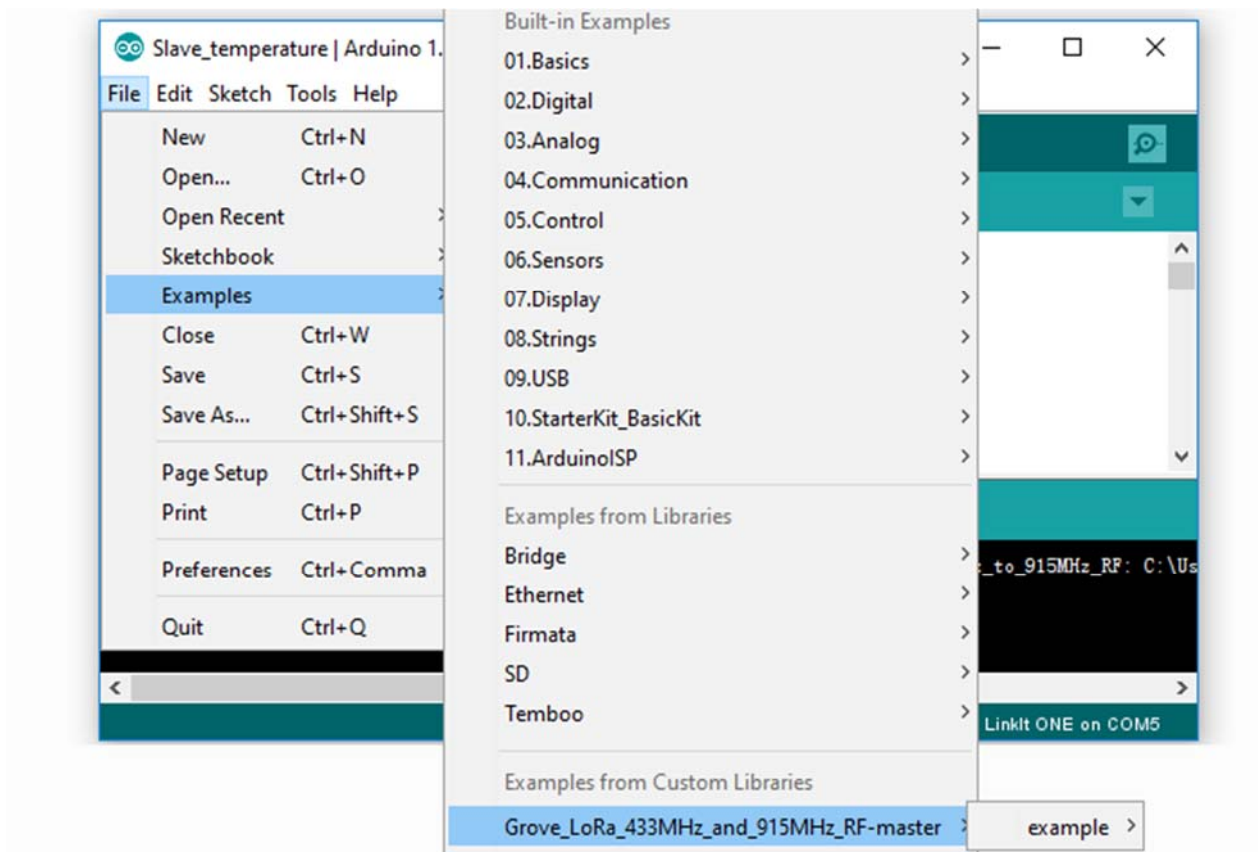 Slave_temperature | Arduino 1.
File Edit Sketch Tools Help
New Ctrl+N
Open... Ctrl+O
Open Recent
Sketchbook
Examples
Close Ctrl+W
Save Ctrl+S
Save As... Ctrl+Shift+S
Page Setup Ctrl+Shift+P
Print Ctrl+P
Preferences Ctrl+Comma
Quit Ctrl+Q
Built-in Examples
01.Basics
02.Digital
03.Analog
04.Communication
05.Control
06.Sensors
07.Display
08.Strings
09.USB
10.StarterKit_BasicKit
11.ArduinoISP
Examples from Libraries
Bridge
Ethernet
Firmata
SD
Temboo
Examples from Custom Libraries
Grove_LoRa_433MHz_and_915MHz_RF-master
example
_to_915MHz_RF: C:\Us
LinkIt ONE on COM5